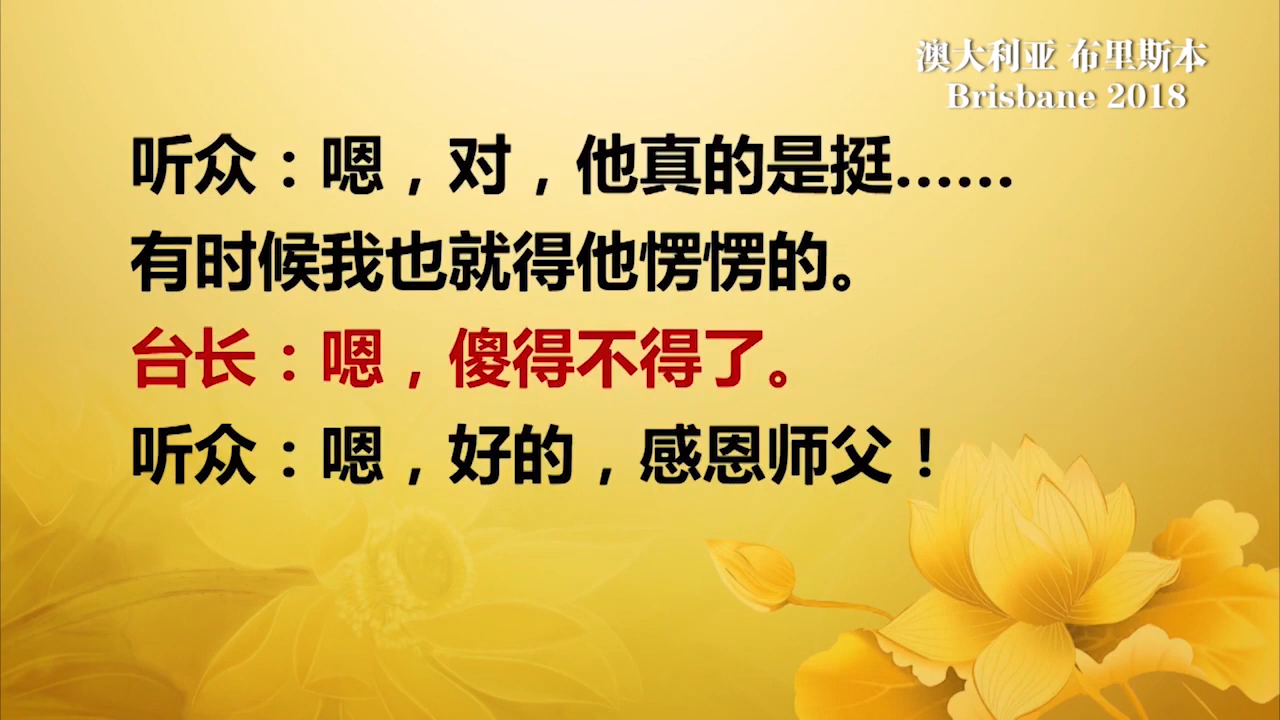 澳大利亚 布里斯本
Brisbane 2018
听众：嗯，对，他真的是挺……
有时候我也就得他愣愣的。
台长：嗯，傻得不得了。
听众：嗯，好的，感恩师父！